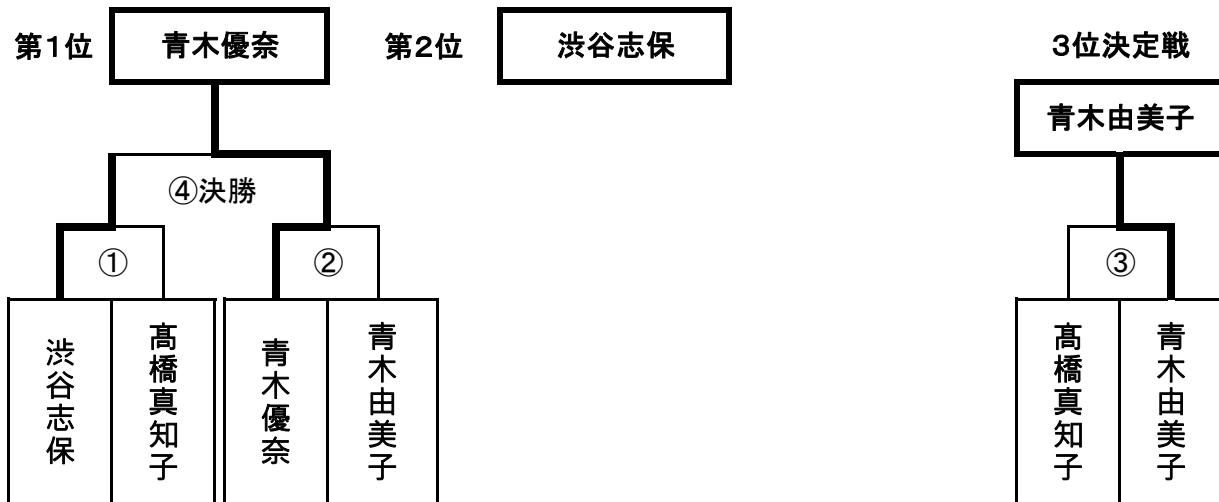 第1位
青木優奈
第2位
渋谷志保
3位決定戦
青木由美子
④決勝
①
②
③
渋谷志保
髙橋真知子
青木優奈
青木由美子
髙橋真知子
青木由美子